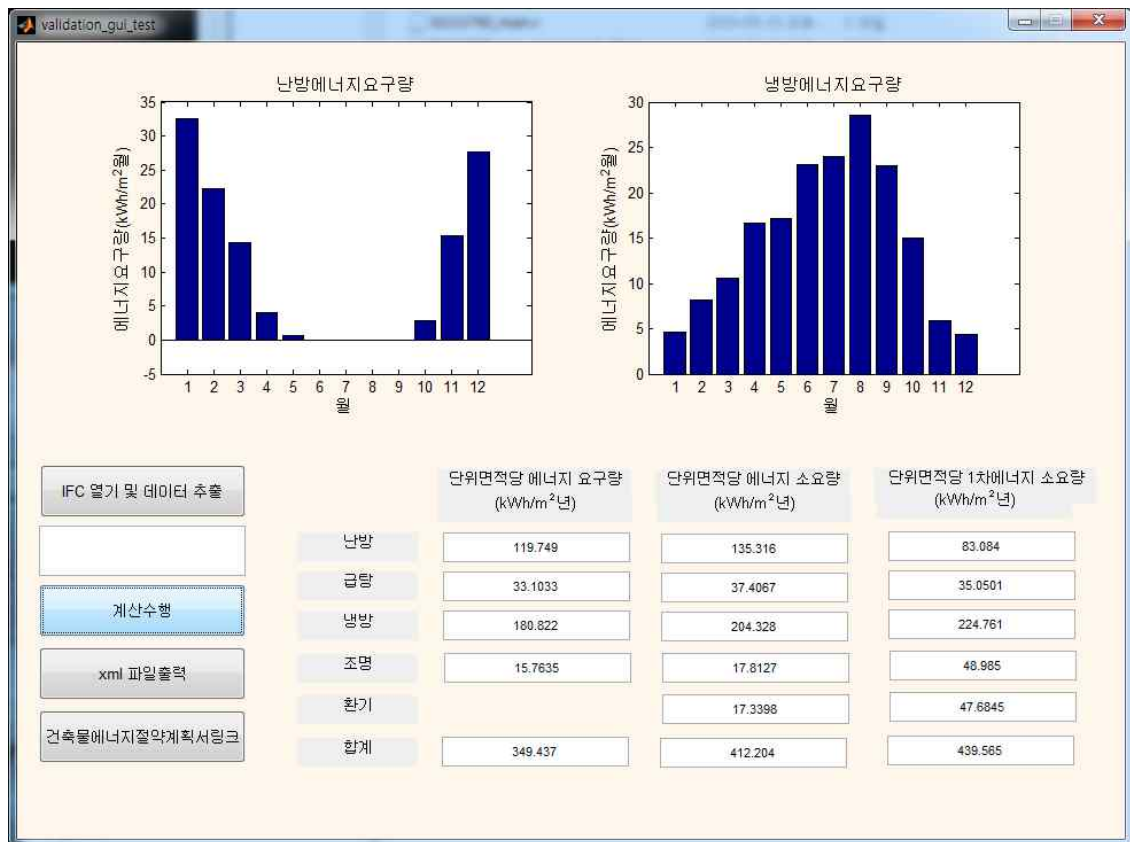 validation_gui_test
난방에너지요구량
35
30
25
20
15
10
5
0
-5
에너지요구량(kWh/m²월)
1 2 3 4 5 6 7 8 9 10 11 12
월
냉방에너지요구량
30
25
20
15
10
5
0
에너지요구량(kWh/m²월)
1 2 3 4 5 6 7 8 9 10 11 12
월
IFC 열기 및 데이터 추출
계산수행
xml 파일출력
건축물에너지절약계획서링크
단위면적당 에너지 요구량 단위면적당 에너지 소요량 단위면적당 1차에너지 소요량
(kWh/m²년) (kWh/m²년) (kWh/m²년)
난방 119.749 135.316 83.084
급탕 33.1033 37.4067 35.0501
냉방 180.822 204.328 224.761
조명 15.7635 17.8127 48.985
환기 17.3398 47.6845
합계 349.437 412.204 439.565